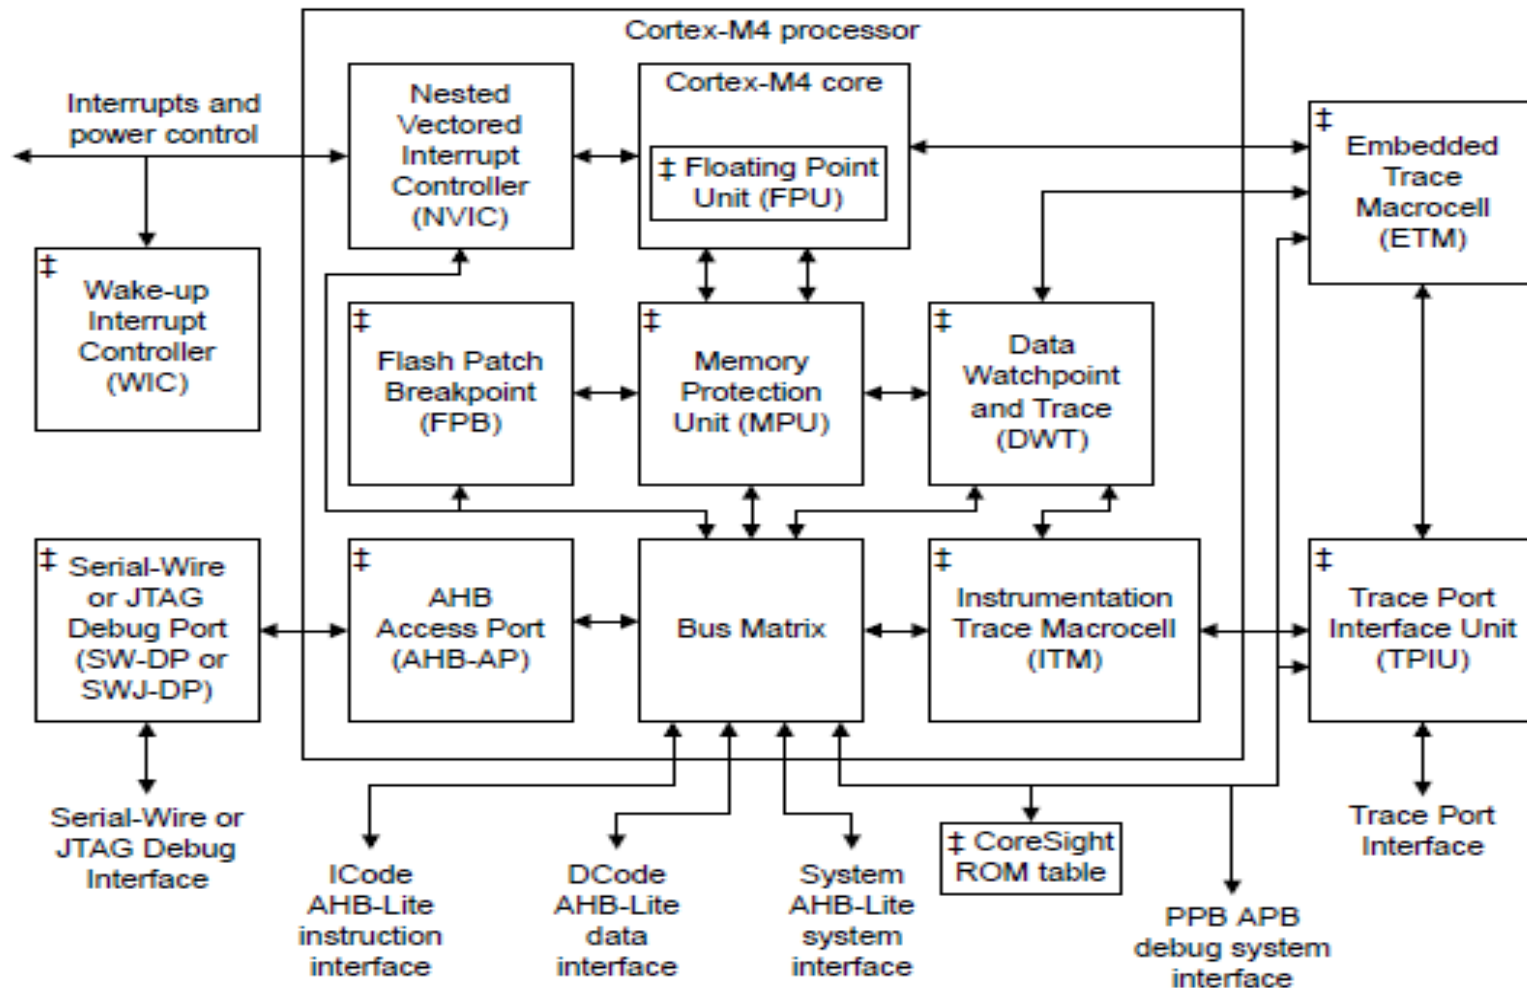 Cortex-M4 processor
Interrupts and
power control
Nested
Vectored
Interrupt
Controller
(NVIC)
Cortex-M4 core
‡ Floating Point
Unit (FPU)
‡
Embedded
Trace
Macrocell
(ETM)
‡
Wake-up
Interrupt
Controller
(WIC)
‡
Flash Patch
Breakpoint
(FPB)
‡
Memory
Protection
Unit (MPU)
‡
Data
Watchpoint
and Trace
(DWT)
‡ Serial-Wire
or JTAG
Debug Port
(SW-DP or
SWJ-DP)
‡
AHB
Access Port
(AHB-AP)
Bus Matrix
‡
Instrumentation
Trace Macrocell
(ITM)
‡
Trace Port
Interface Unit
(TPIU)
Serial-Wire or
JTAG Debug
Interface
ICode
AHB-Lite
instruction
interface
DCode
AHB-Lite
data
interface
System
AHB-Lite
system
interface
‡ CoreSight
ROM table
PPB APB
debug system
interface
Trace Port
Interface